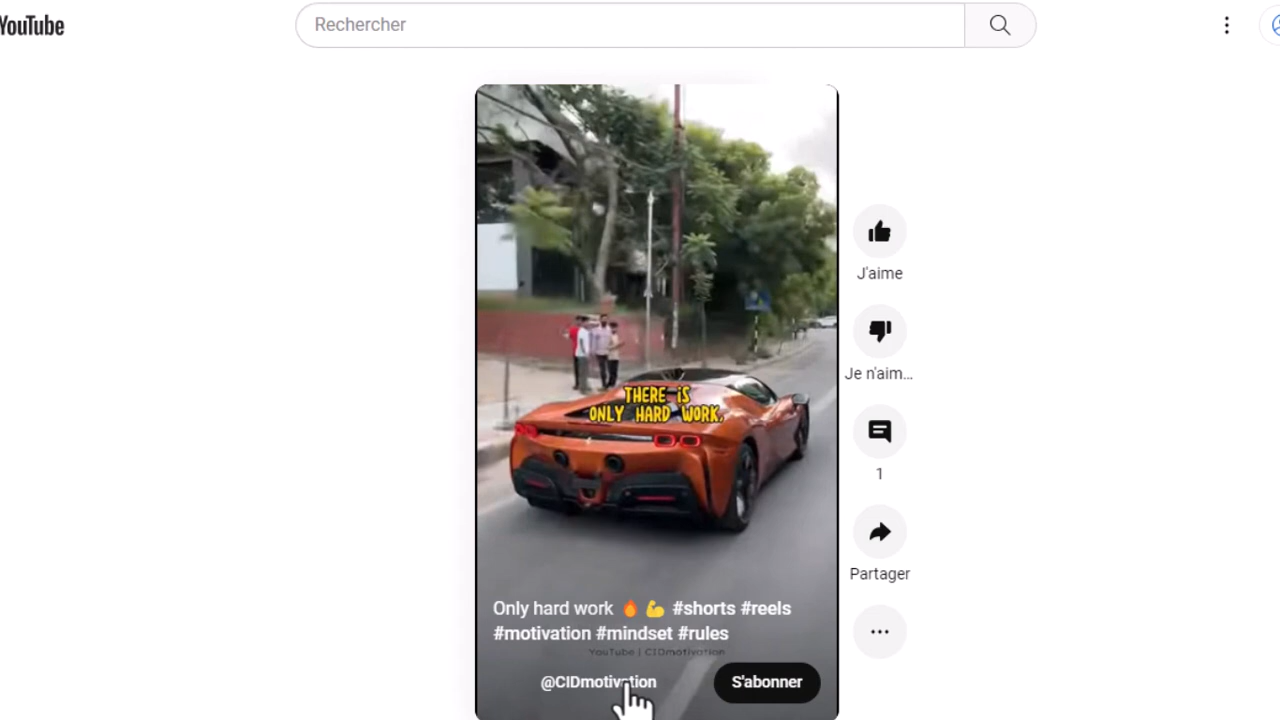 YouTube
Rechercher
J'aime
Je n'aim...
1
Partager
THERE iS
ONLY HARD WORK.
Only hard work 🔥 💪 #shorts #reels
#motivation #mindset #rules
YouTube | CIDmotivation
@CIDmotivation
S'abonner